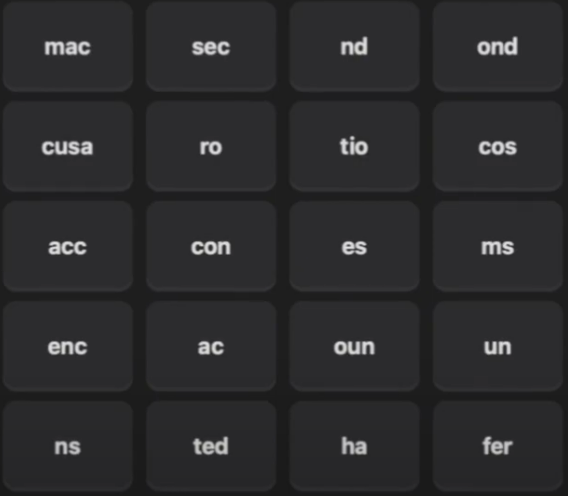 mac sec nd ond
cusa ro tio cos
acc con es ms
enc ac oun un
ns ted ha fer